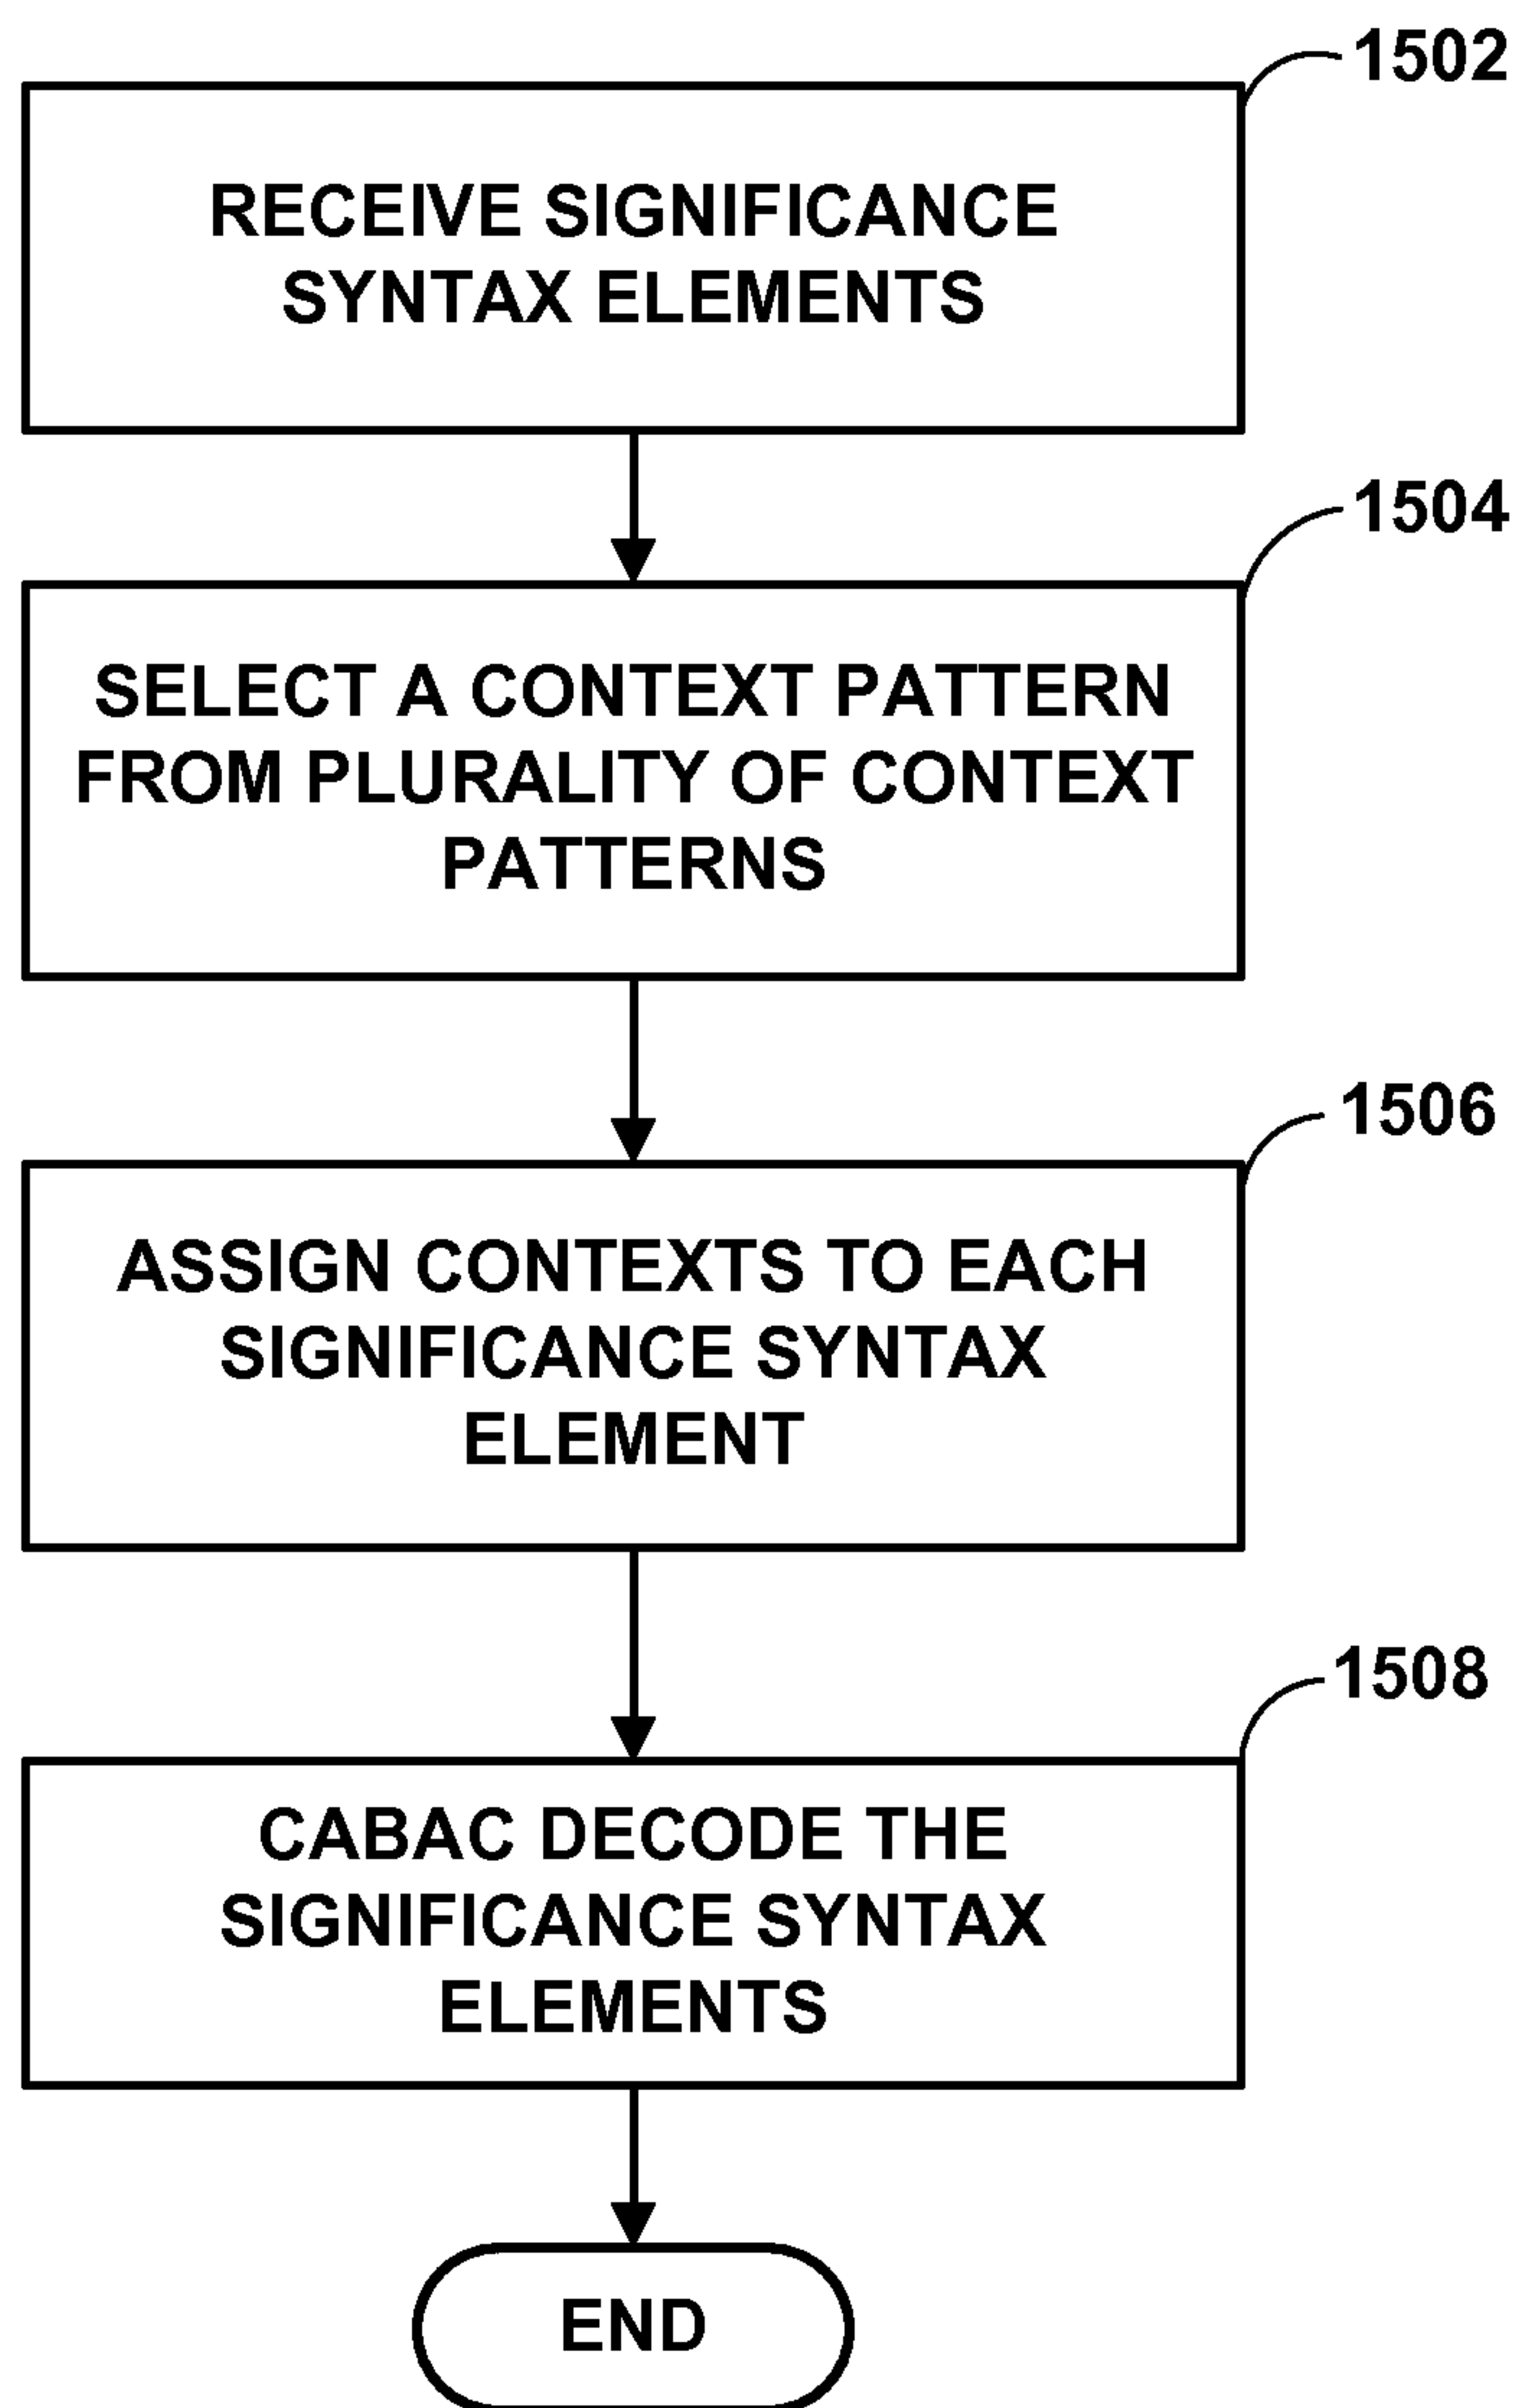 1502
RECEIVE SIGNIFICANCE
SYNTAX ELEMENTS
1504
SELECT A CONTEXT PATTERN
FROM PLURALITY OF CONTEXT
PATTERNS
1506
ASSIGN CONTEXTS TO EACH
SIGNIFICANCE SYNTAX
ELEMENT
1508
CABAC DECODE THE
SIGNIFICANCE SYNTAX
ELEMENTS
END